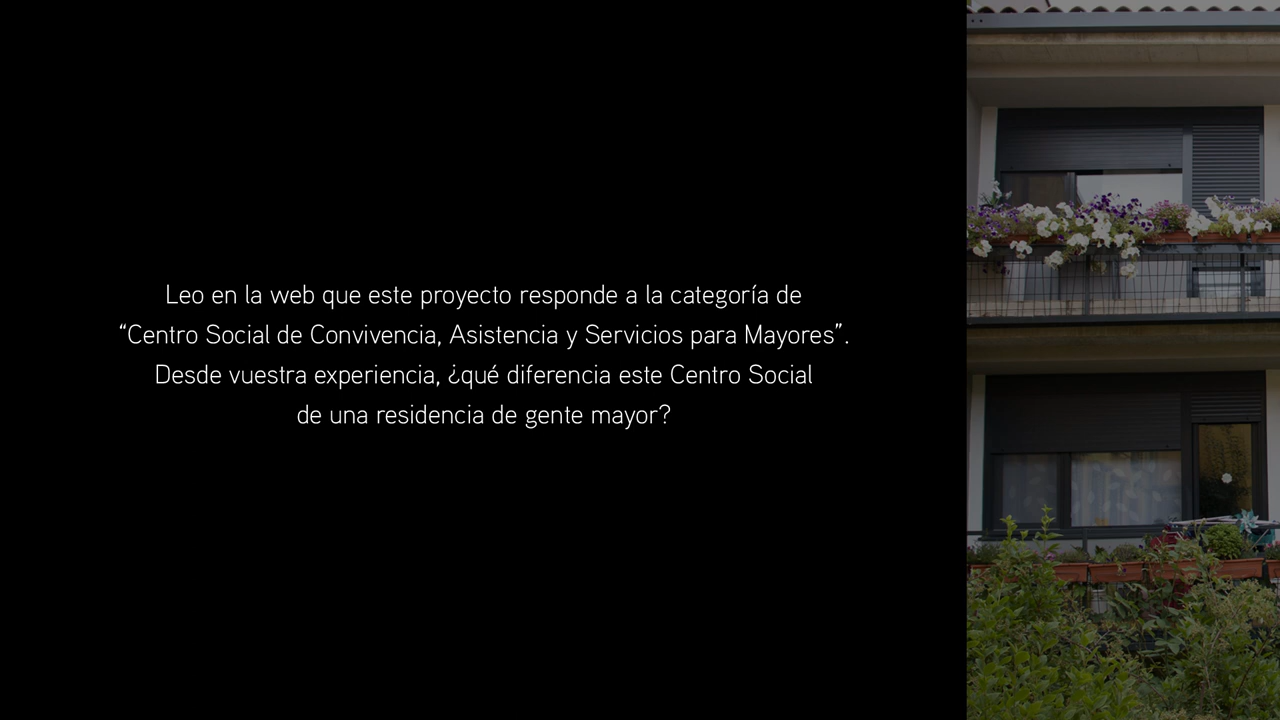 Leo en la web que este proyecto responde a la categoría de
“Centro Social de Convivencia, Asistencia y Servicios para Mayores”.
Desde vuestra experiencia, ¿qué diferencia este Centro Social
de una residencia de gente mayor?